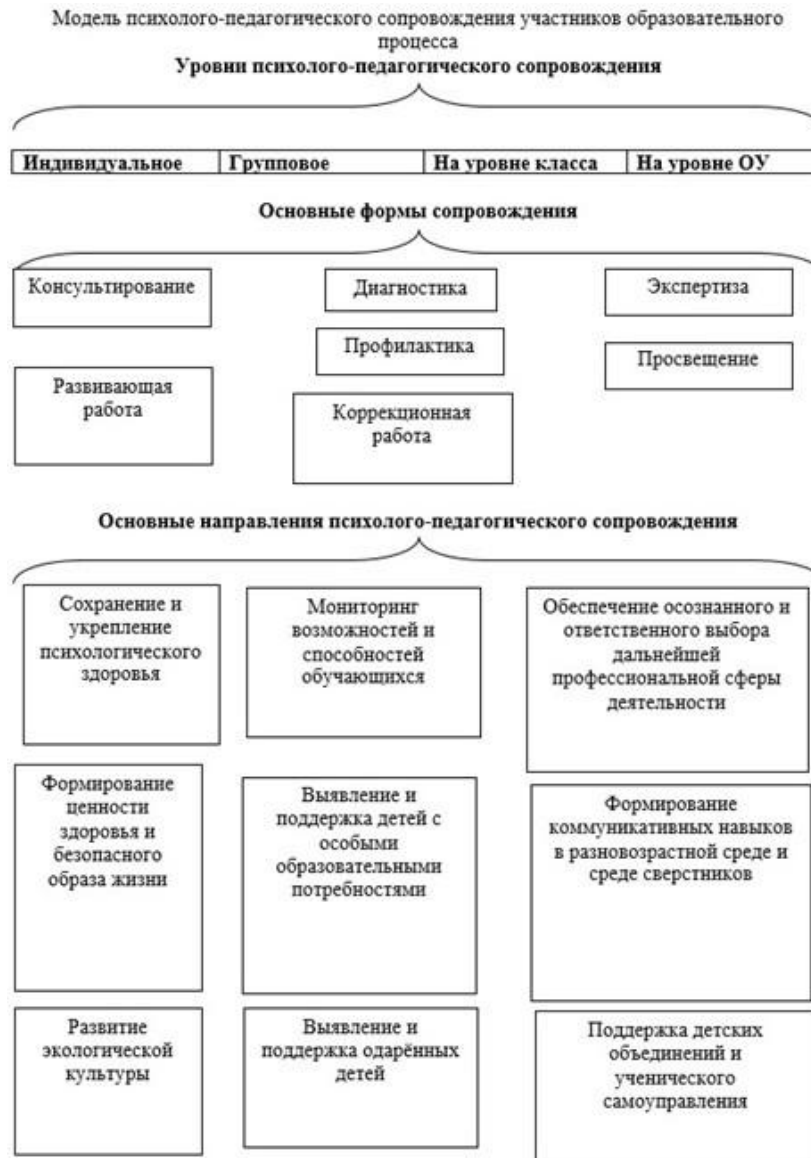 Модель психолого-педагогического сопровождения участников образовательного
процесса
Уровни психолого-педагогического сопровождения
Индивидуальное Групповое На уровне класса На уровне ОУ
Основные формы сопровождения
Консультирование
Диагностика
Экспертиза
Профилактика
Просвещение
Развивающая
работа
Коррекционная
работа
Основные направления психолого-педагогического сопровождения
Сохранение и
укрепление
психологического
здоровья
Мониторинг
возможностей и
способностей
обучающихся
Обеспечение осознанного и
ответственного выбора
дальнейшей
профессиональной сферы
деятельности
Формирование
ценности
здоровья и
безопасного
образа жизни
Выявление и
поддержка детей с
особыми
образовательными
потребностями
Формирование
коммуникативных навыков
в разновозрастной среде и
среде сверстников
Развитие
экологической
культуры
Выявление и
поддержка одарённых
детей
Поддержка детских
объединений и
ученического
самоуправления